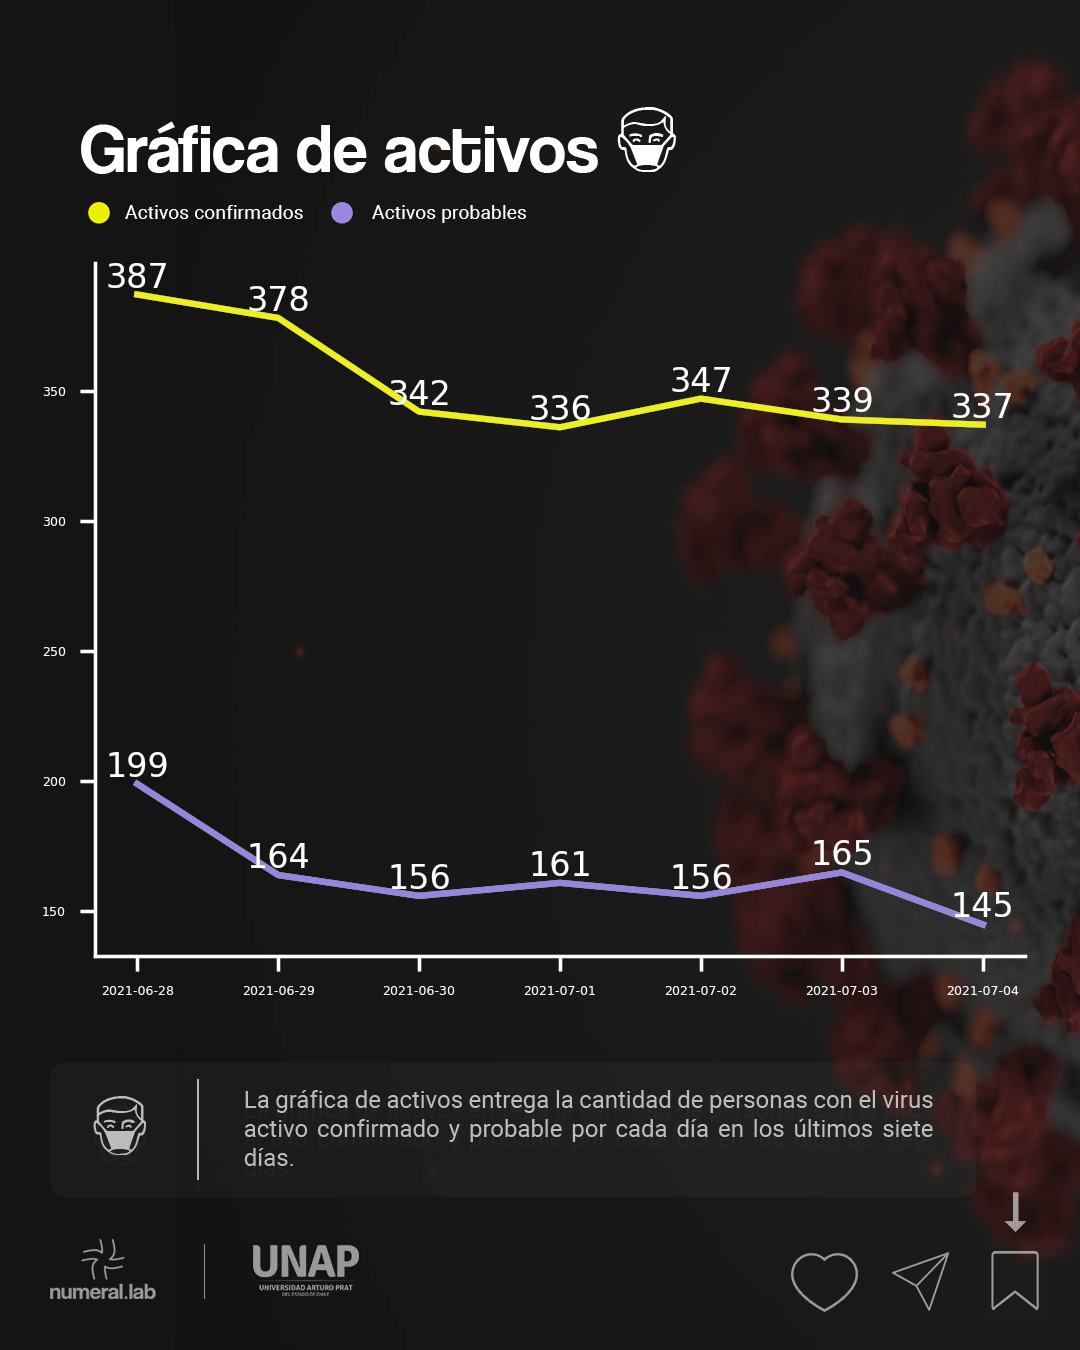 Gráfica de activos
Activos confirmados Activos probables
387
378
342
336
347
339
337
350
300
250
200
150
199
164
156
161
156
165
145
2021-06-28 2021-06-29 2021-06-30 2021-07-01 2021-07-02 2021-07-03 2021-07-04
La gráfica de activos entrega la cantidad de personas con el virus
activo confirmado y probable por cada día en los últimos siete
días.
numeral.lab
UNAP
UNIVERSIDAD ARTURO PRAT
DEL ESTADO DE CHILE